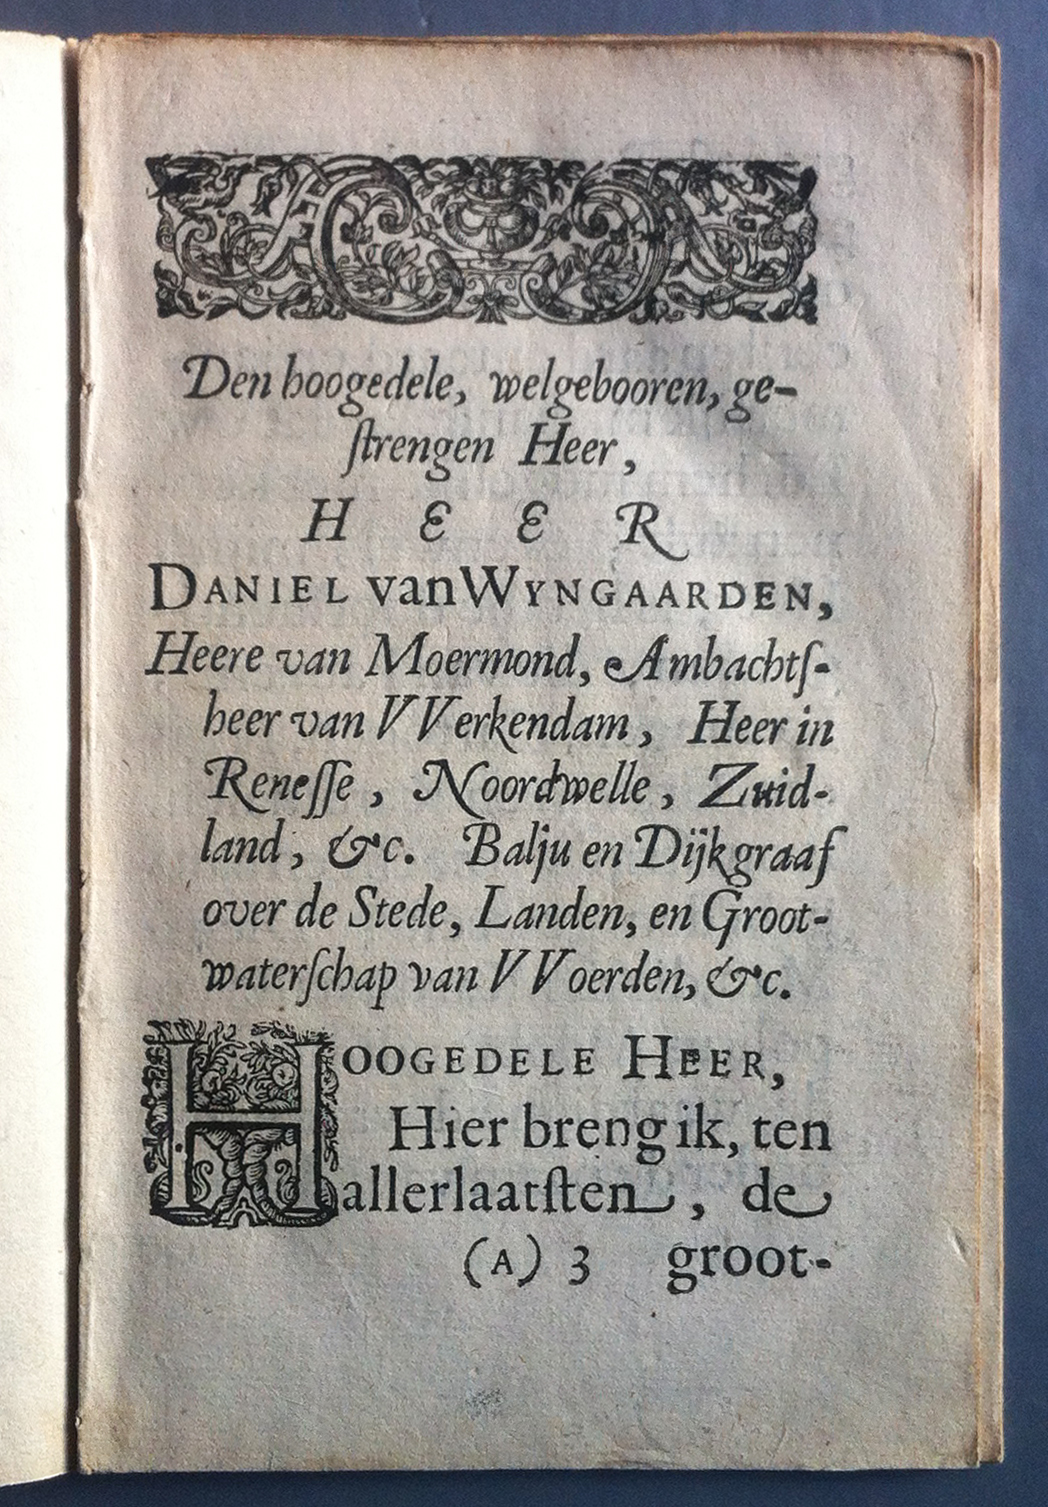 Den hoogedele, welgebooren, ge-
ſtrengen Heer,
H E E R
DANIEL van WYNGAARDEN,
Heere van Moermond, Ambachtſ-
heer van VVerkendam, Heer in
Reneſſe, Noordwelle, Zuid-
land, &c. Balju en Dijkgraaf
over de Stede, Landen, en Groot-
waterſchap van VVoerden, &c.
HOOGEDELE HEER,
Hier breng ik, ten
allerlaatſten, de
(A) 3 groot-